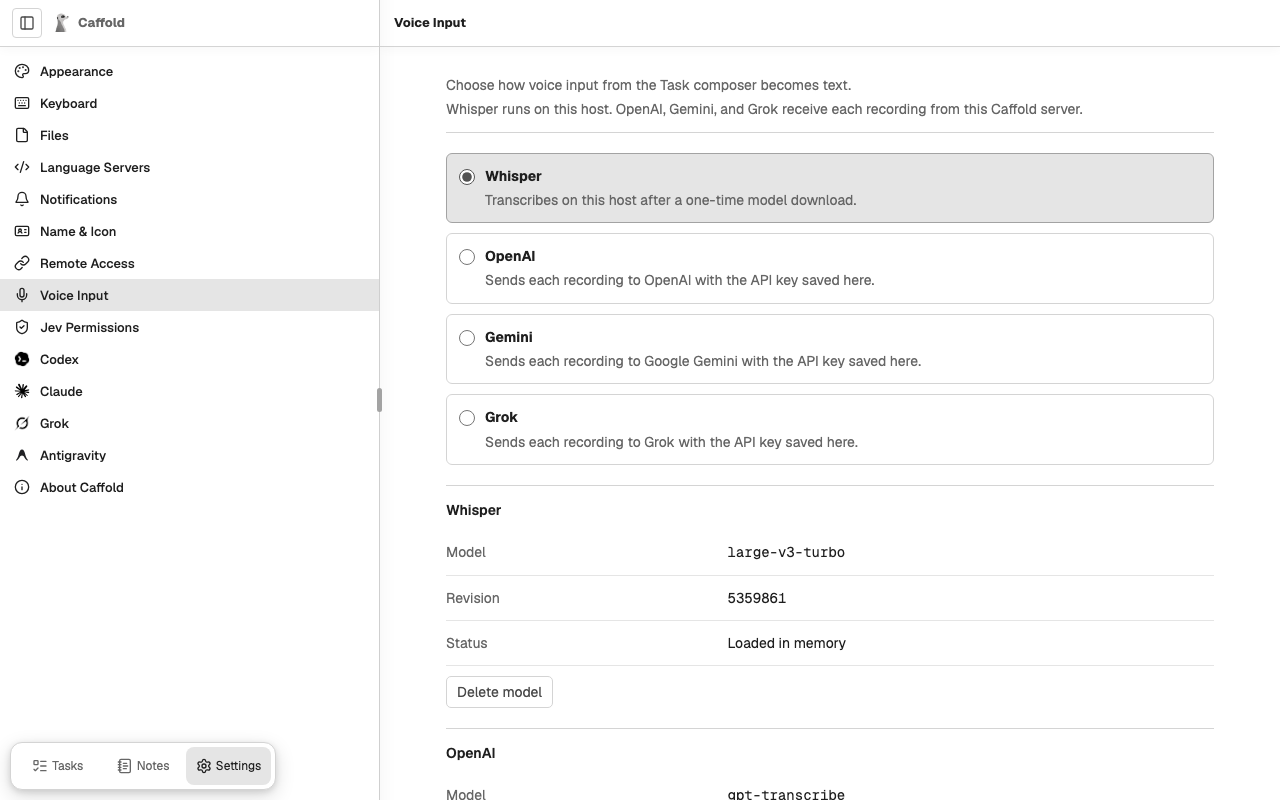 Caffold
Voice Input
Appearance
Keyboard
Files
Language Servers
Notifications
Name & Icon
Remote Access
Voice Input
Jev Permissions
Codex
Claude
Grok
Antigravity
About Caffold
Tasks
Notes
Settings
Choose how voice input from the Task composer becomes text.
Whisper runs on this host. OpenAI, Gemini, and Grok receive each recording from this Caffold server.
Whisper
Transcribes on this host after a one-time model download.
OpenAI
Sends each recording to OpenAI with the API key saved here.
Gemini
Sends each recording to Google Gemini with the API key saved here.
Grok
Sends each recording to Grok with the API key saved here.
Whisper
Model large-v3-turbo
Revision 5359861
Status Loaded in memory
Delete model
OpenAI
Model gpt-transcribe